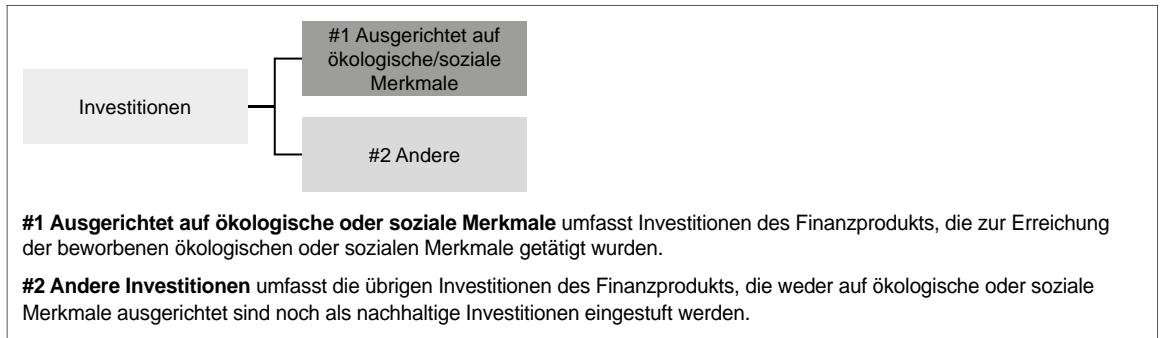 #1 Ausgerichtet auf
ökologische/soziale
Merkmale
Investitionen
#2 Andere
#1 Ausgerichtet auf ökologische oder soziale Merkmale umfasst Investitionen des Finanzprodukts, die zur Erreichung
der beworbenen ökologischen oder sozialen Merkmale getätigt wurden.
#2 Andere Investitionen umfasst die übrigen Investitionen des Finanzprodukts, die weder auf ökologische oder soziale
Merkmale ausgerichtet sind noch als nachhaltige Investitionen eingestuft werden.